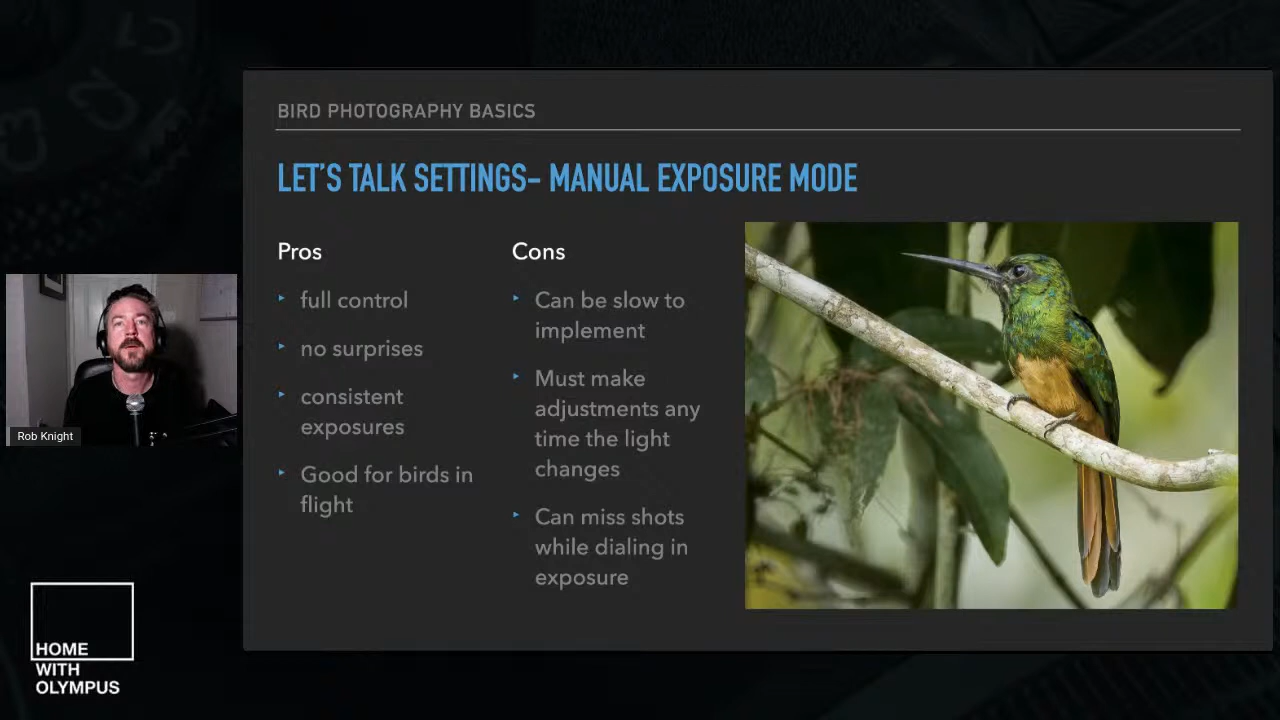 BIRD PHOTOGRAPHY BASICS
LET'S TALK SETTINGS- MANUAL EXPOSURE MODE
Pros
full control
no surprises
consistent
exposures
Good for birds in
flight
Cons
Can be slow to
implement
Must make
adjustments any
time the light
changes
Can miss shots
while dialing in
exposure
Rob Knight
HOME
WITH
OLYMPUS